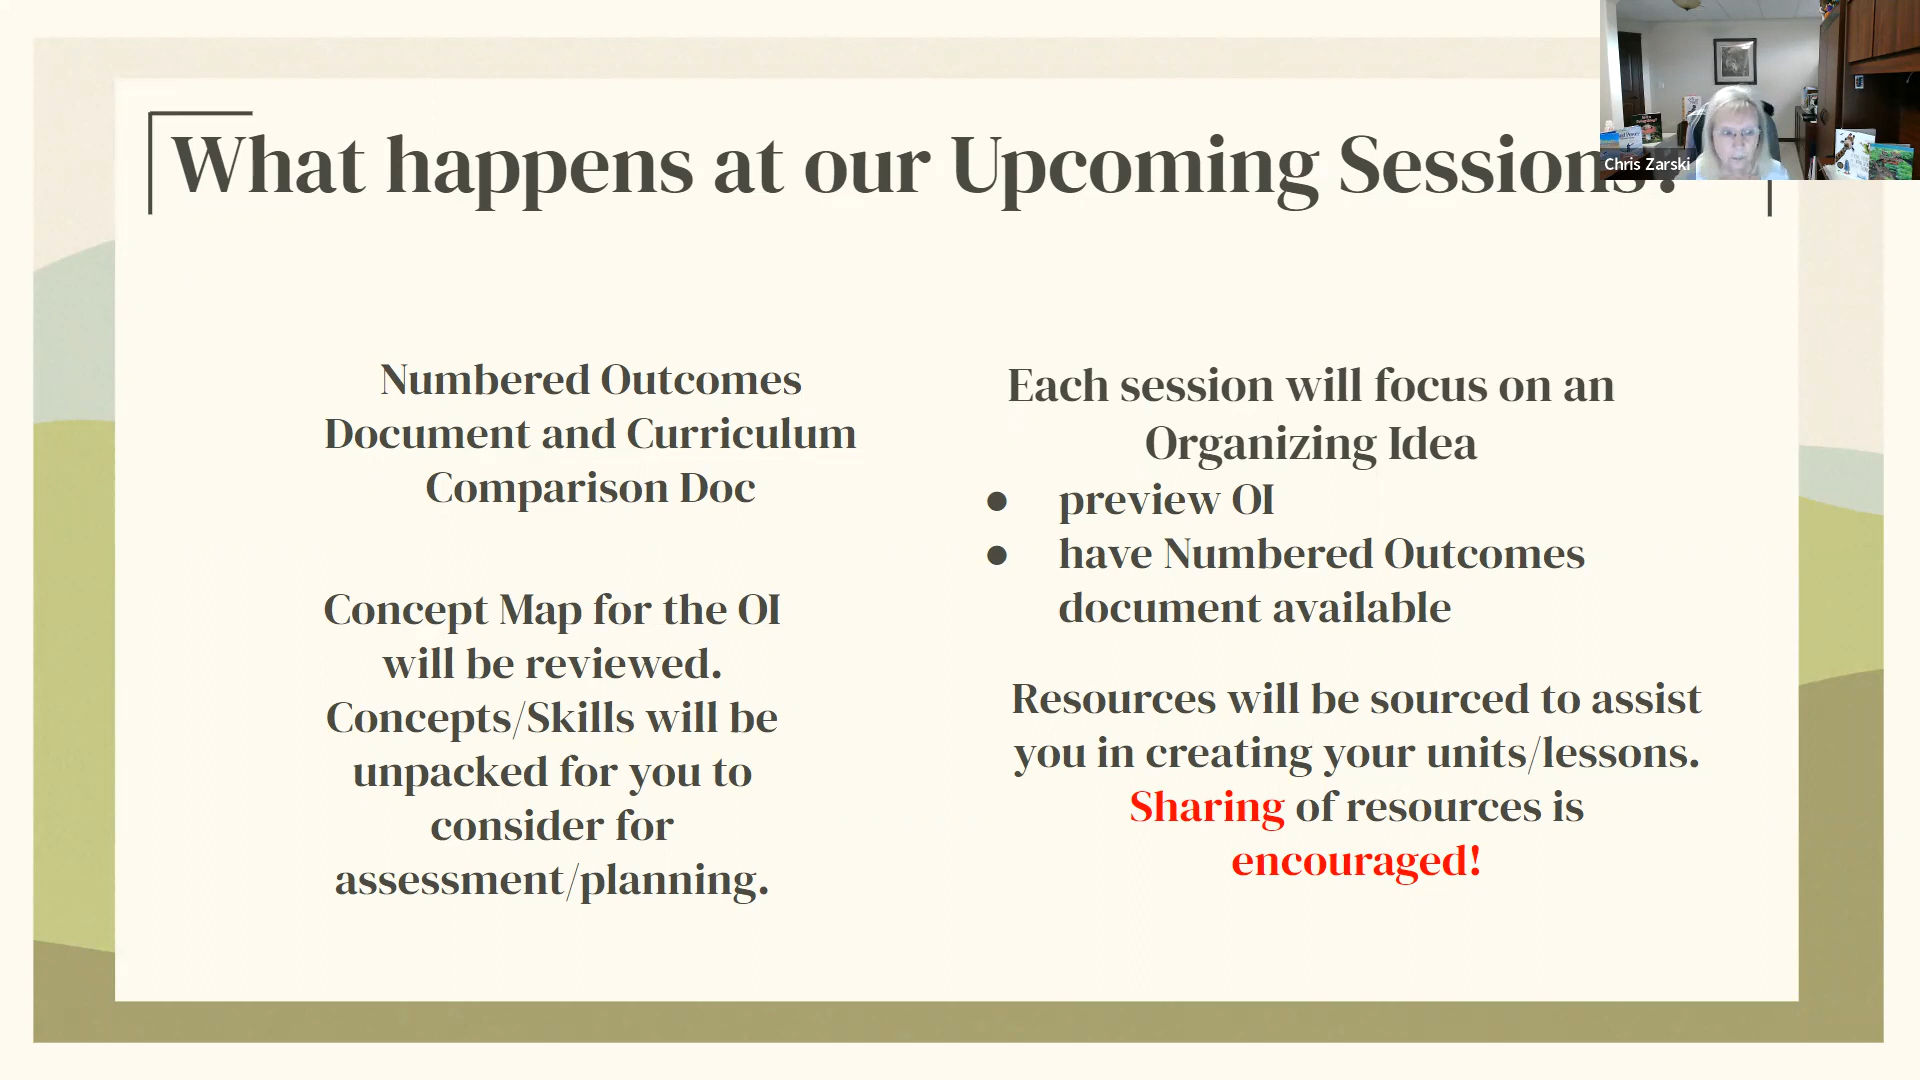 What happens at our Upcoming Sessions?
Chris Zarski
Numbered Outcomes
Document and Curriculum
Comparison Doc
Concept Map for the OI
will be reviewed.
Concepts/Skills will be
unpacked for you to
consider for
assessment/planning.
Each session will focus on an
Organizing Idea
● preview OI
● have Numbered Outcomes
document available
Resources will be sourced to assist
you in creating your units/lessons.
Sharing of resources is
encouraged!